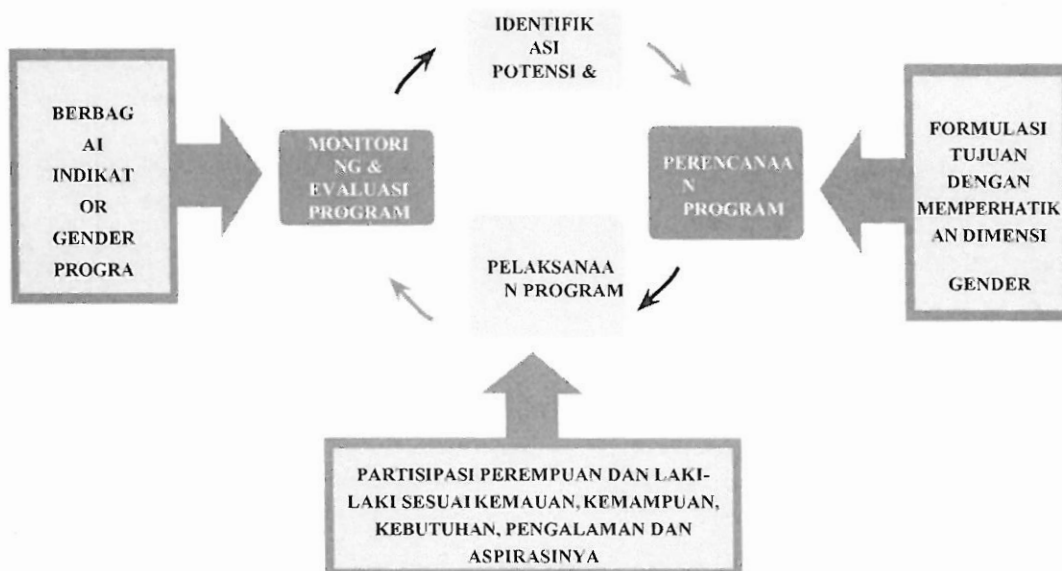 IDENTIFIK
ASI
POTENSI &
BERBAG
AI
INDIKAT
OR
GENDER
PROGRA
MONITORI
NG &
EVALUASI
PROGRAM
PERENCANAA
N
PROGRAM
FORMULASI
TUJUAN
DENGAN
MEMPERHATIK
AN DIMENSI
GENDER
PELAKSANAA
N PROGRAM
PARTISIPASI PEREMPUAN DAN LAKI-
LAKI SESUAI KEMAUAN, KEMAMPUAN,
KEBUTUHAN, PENGALAMAN DAN
ASPIRASINYA